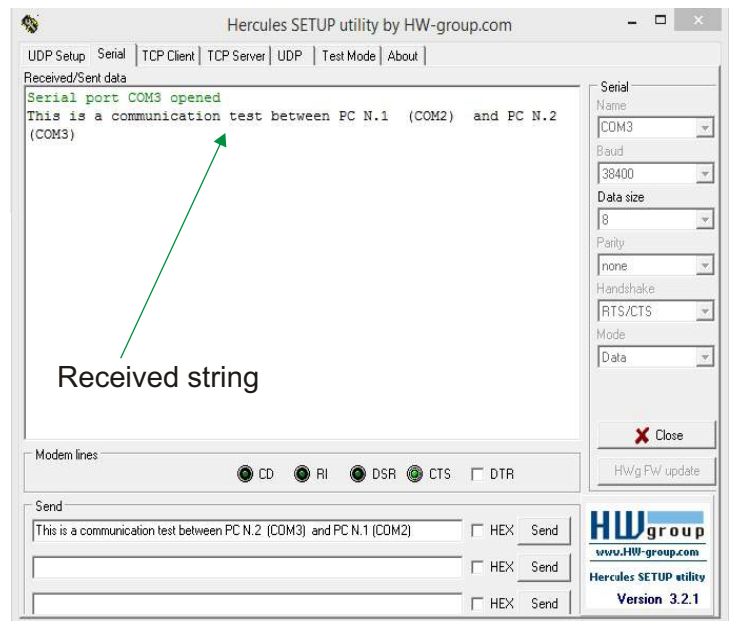 Hercules SETUP utility by HW-group.com
UDP Setup Serial TCP Client TCP Server UDP Test Mode About
Received/Sent data
Serial port COM3 opened
This is a communication test between PC N.1 (COM2) and PC N.2
(COM3)
Received string
Serial
Name
COM3
Baud
38400
Data size
8
Parity
none
Handshake
RTS/CTS
Mode
Data
Close
HWg FW update
Modem lines
CD RI DSR CTS DTR
Send
This is a communication test between PC N.2 (COM3) and PC N.1 (COM2) HEX Send
HEX Send
HEX Send
HWgroup
www.HW-group.com
Hercules SETUP utility
Version 3.2.1